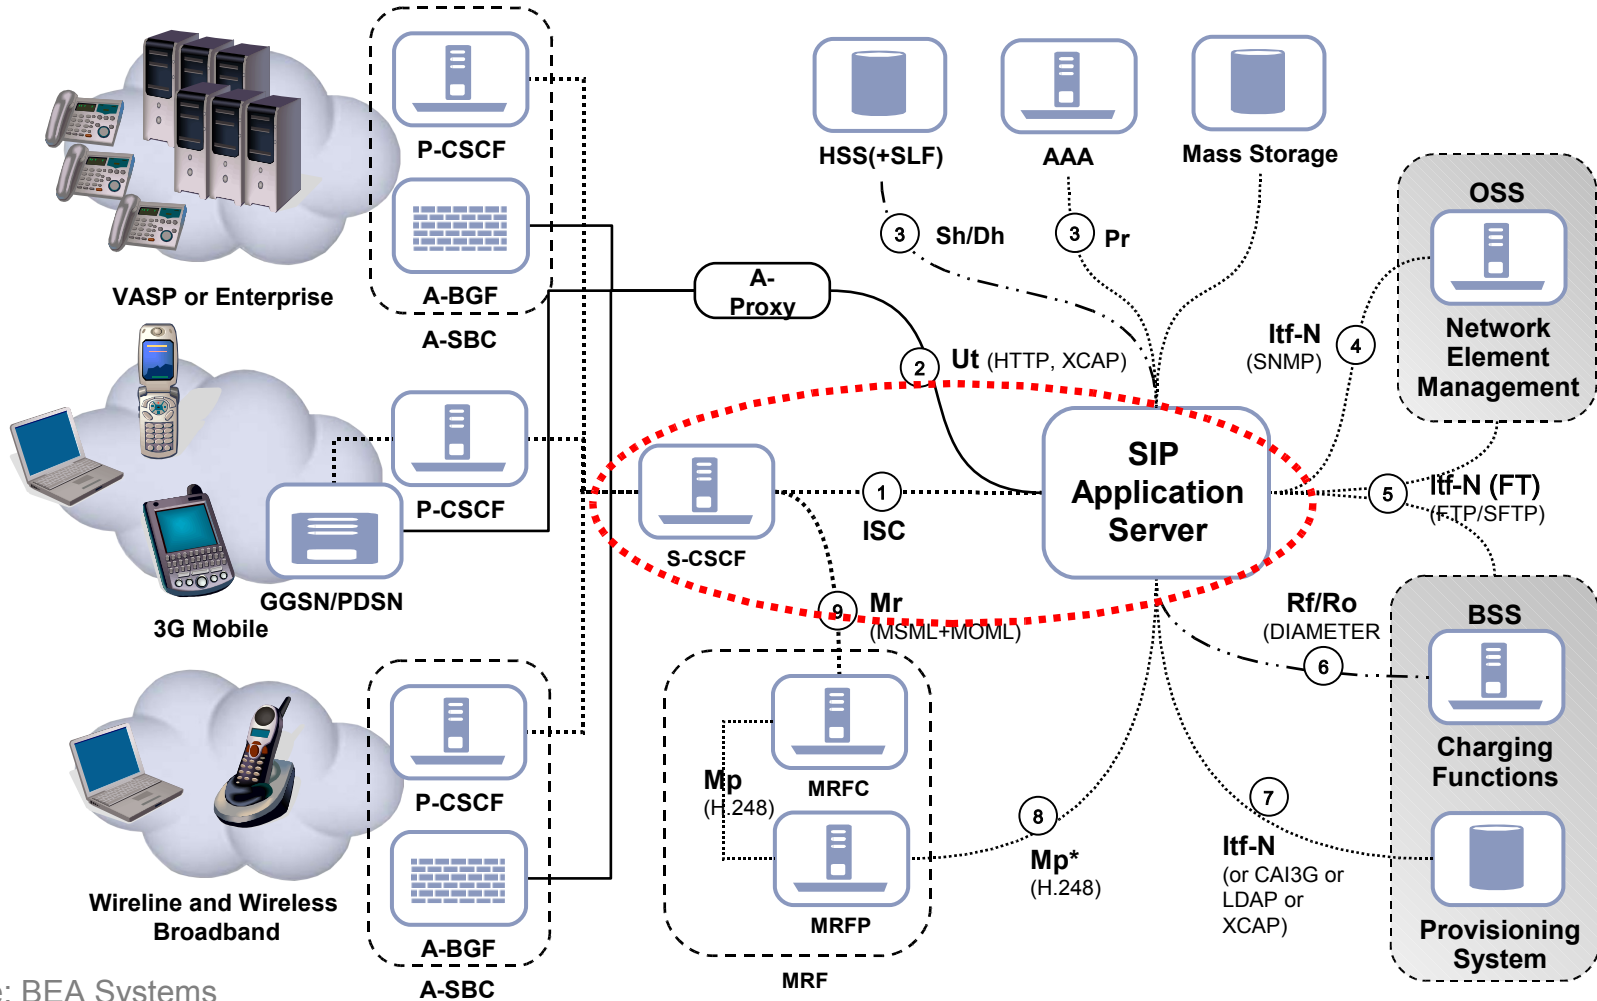 P-CSCF
A-BGF
A-SBC
VASP or Enterprise
HSS(+SLF)
AAA
Mass Storage
3
Sh/Dh
3
Pr
OSS
Network
Element
Management
A-
Proxy
2
Ut (HTTP, XCAP)
Itf-N
(SNMP)
4
P-CSCF
GGSN/PDSN
3G Mobile
S-CSCF
1
ISC
SIP
Application
Server
5
Itf-N (FT)
(FTP/SFTP)
9
Mr
(MSML+MOML)
Rf/Ro
(DIAMETER
6
BSS
Charging
Functions
Provisioning
System
P-CSCF
A-BGF
A-SBC
Wireline and Wireless
Broadband
MRFC
Mp
(H.248)
MRFP
MRF
8
Mp*
(H.248)
7
Itf-N
(or CAI3G or
LDAP or
XCAP)
: BEA Systems